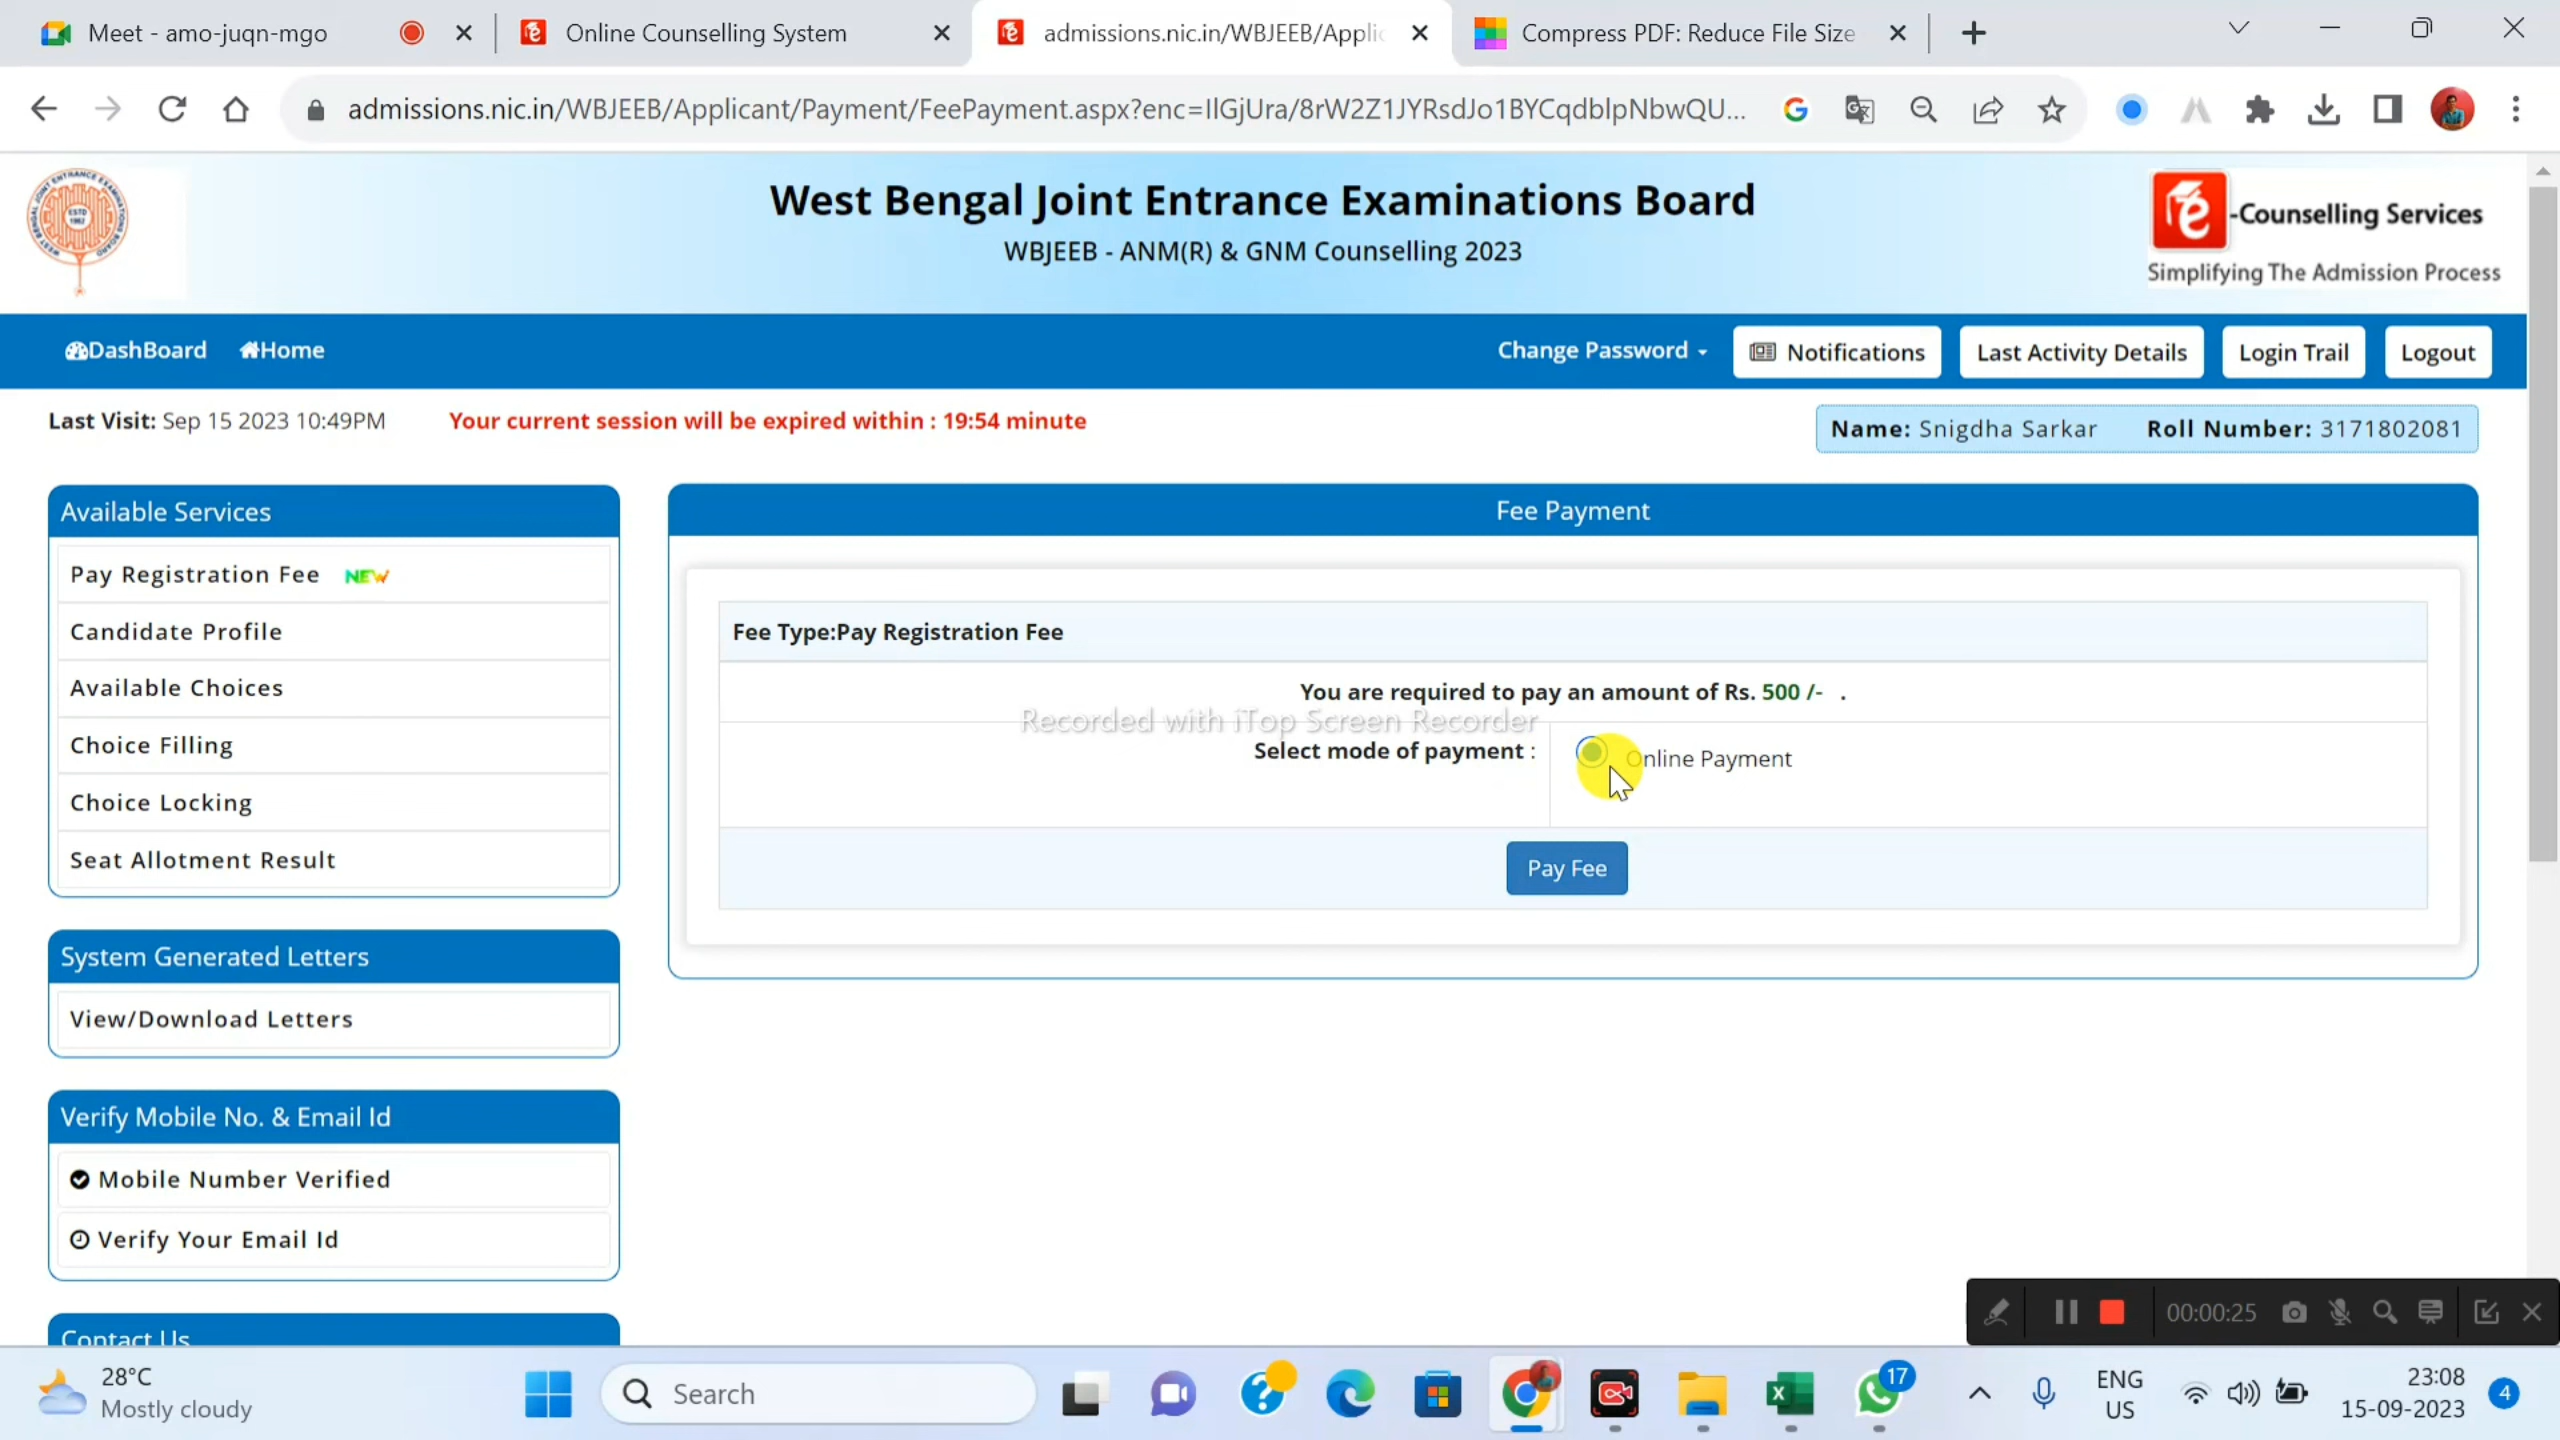 Meet - amo-juqn-mgo
Online Counselling System
admissions.nic.in/WBJEEB/Applic
Compress PDF: Reduce File Size
admissions.nic.in/WBJEEB/Applicant/Payment/FeePayment.aspx?enc=IlGjUra/8rW2Z1JYRsdJo1BYCqdblpNbwQU...
West Bengal Joint Entrance Examinations Board
WBJEEB - ANM(R) & GNM Counselling 2023
e -Counselling Services
Simplifying The Admission Process
DashBoard Home Change Password Notifications Last Activity Details Login Trail Logout
Last Visit: Sep 15 2023 10:49PM Your current session will be expired within : 19:54 minute
Name: Snigdha Sarkar Roll Number: 3171802081
Available Services
Pay Registration Fee NEW
Candidate Profile
Available Choices
Choice Filling
Choice Locking
Seat Allotment Result
System Generated Letters
View/Download Letters
Verify Mobile No. & Email Id
Mobile Number Verified
Verify Your Email Id
Contact Us
Fee Payment
Fee Type:Pay Registration Fee
You are required to pay an amount of Rs. 500 /- .
Recorded with iTop Screen Recorder
Select mode of payment : Online Payment
Pay Fee
00:00:25
28°C
Mostly cloudy
Search
17
ENG
US
23:08
15-09-2023
4